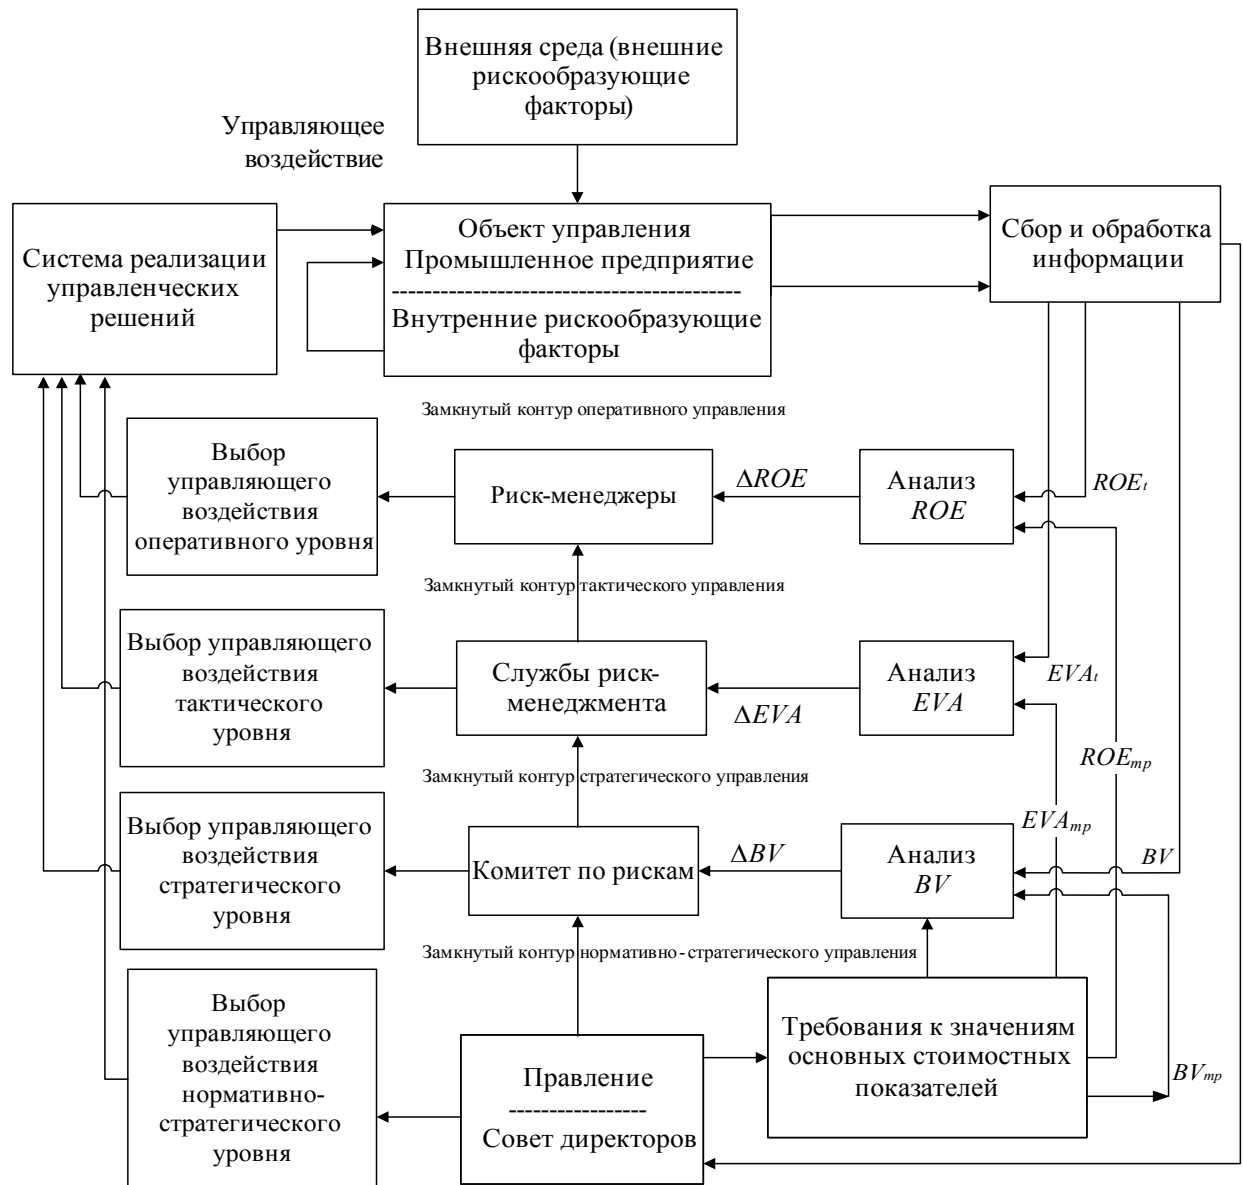 Внешняя среда (внешние
рискообразующие
факторы)
Управляющее
воздействие
Система реализации
управленческих
решений
Объект управления
Промышленное предприятие
Внутренние рискообразующие
факторы
Сбор и обработка
информации
Замкнутый контур оперативного управления
Выбор
управляющего
воздействия
оперативного уровня
Риск-менеджеры
ΔROE
Анализ
ROE
ROEt
Замкнутый контур тактического управления
Выбор управляющего
воздействия
тактического
уровня
Службы риск-
менеджмента
ΔEVA
Анализ
EVA
EVAt
ROEтр
Замкнутый контур стратегического управления
EVAтр
Выбор управляющего
воздействия
стратегического
уровня
Комитет по рискам
ΔBV
Анализ
BV
BV
Замкнутый контур нормативно-стратегического управления
Выбор
управляющего
воздействия
нормативно-
стратегического
уровня
Правление
Совет директоров
Требования к значениям
основных стоимостных
показателей
BVтр